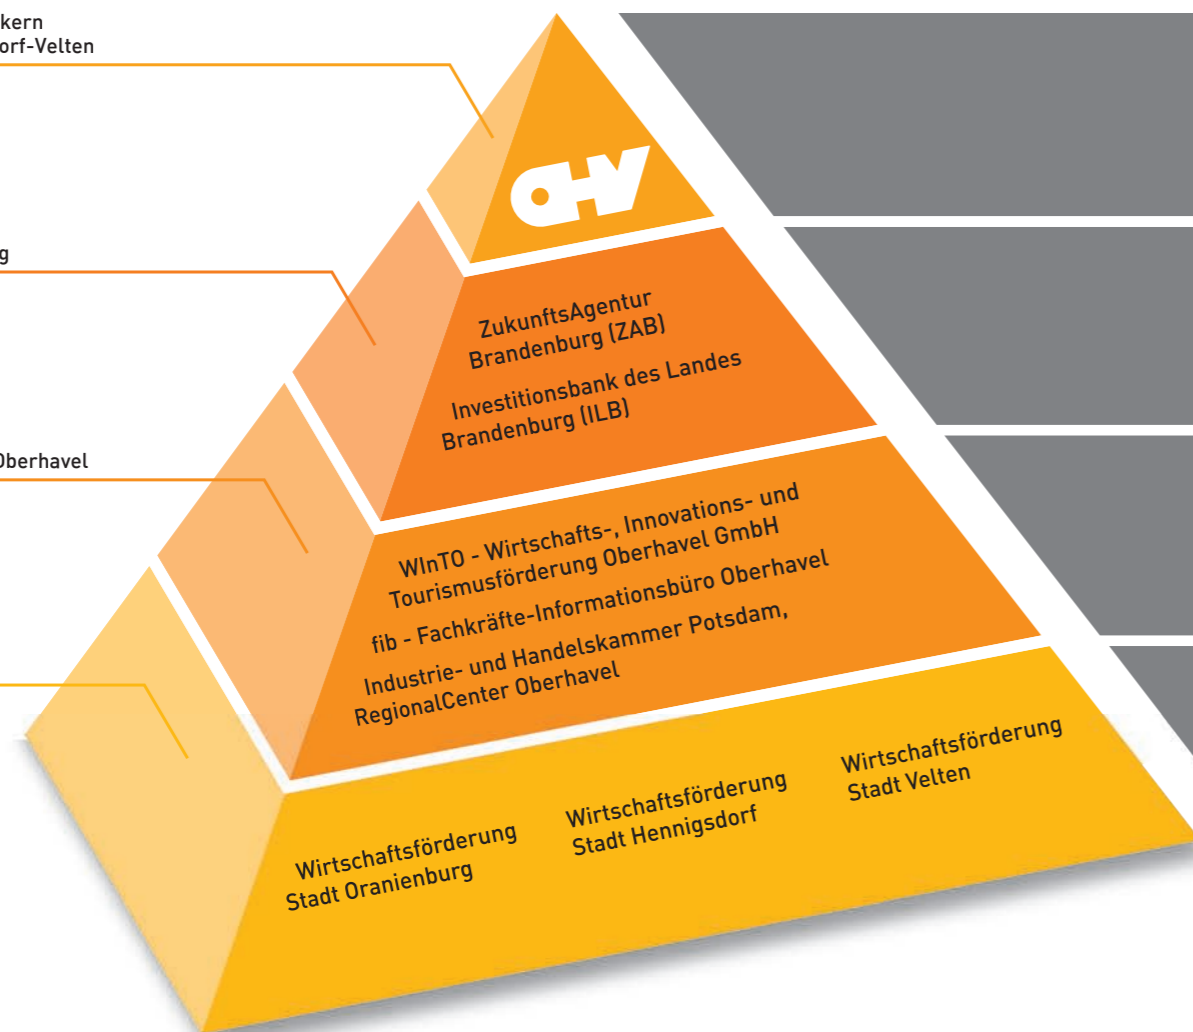 kern
orf-Velten
OHV
g
ZukunftsAgentur
Brandenburg (ZAB)
Investitionsbank des Landes
Brandenburg (ILB)
Oberhavel
WInTO - Wirtschafts-, Innovations- und
Tourismusförderung Oberhavel GmbH
fib - Fachkräfte-Informationsbüro Oberhavel
Industrie- und Handelskammer Potsdam,
RegionalCenter Oberhavel
Wirtschaftsförderung
Stadt Oranienburg
Wirtschaftsförderung
Stadt Hennigsdorf
Wirtschaftsförderung
Stadt Velten